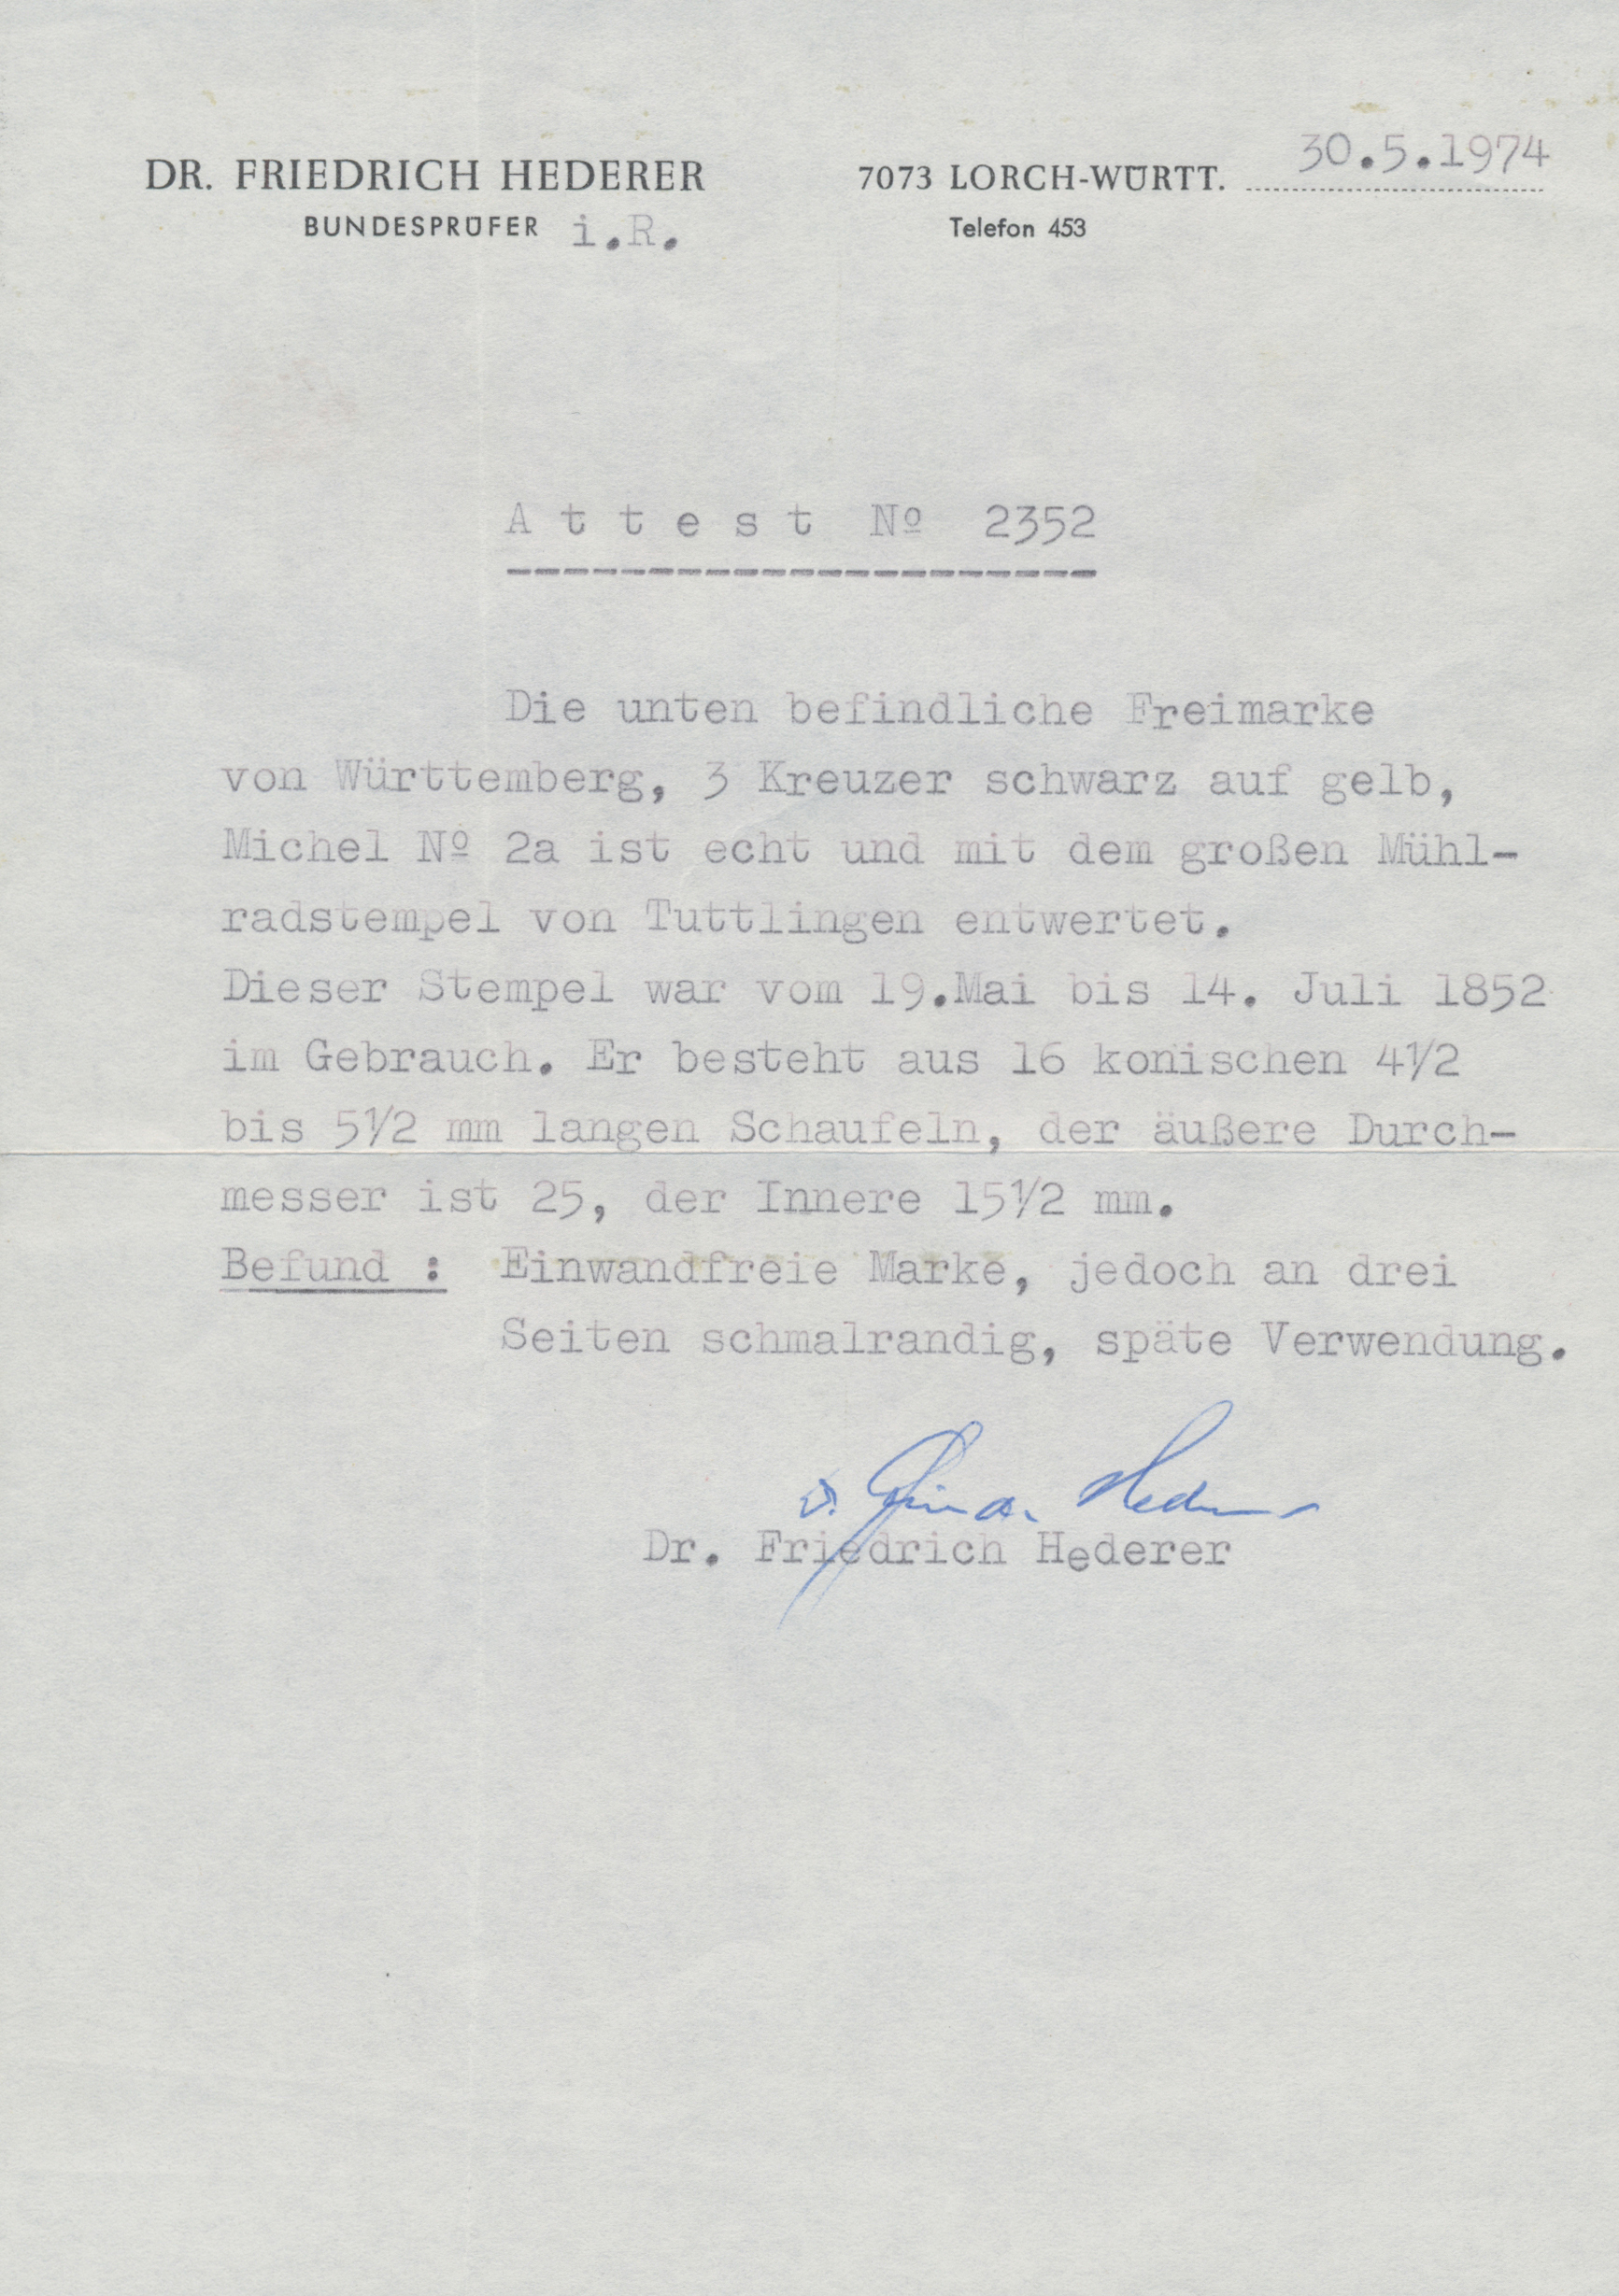 DR. FRIEDRICH HEDERER
BUNDESPRÜFER i.R.
7073 LORCH-WÜRTT. 30.5.1974
Telefon 453
A t t e s t Nº 2352
Die unten befindliche Freimarke
von Württemberg, 3 Kreuzer schwarz auf gelb,
Michel Nº 2a ist echt und mit dem großen Mühl-
radstempel von Tuttlingen entwertet.
Dieser Stempel war vom 19.Mai bis 14. Juli 1852
im Gebrauch. Er besteht aus 16 konischen 4½
bis 5½ mm langen Schaufeln, der äußere Durch-
messer ist 25, der Innere 15½ mm.
Befund : Einwandfreie Marke, jedoch an drei
Seiten schmalrandig, späte Verwendung.
Dr. Friedrich Hederer